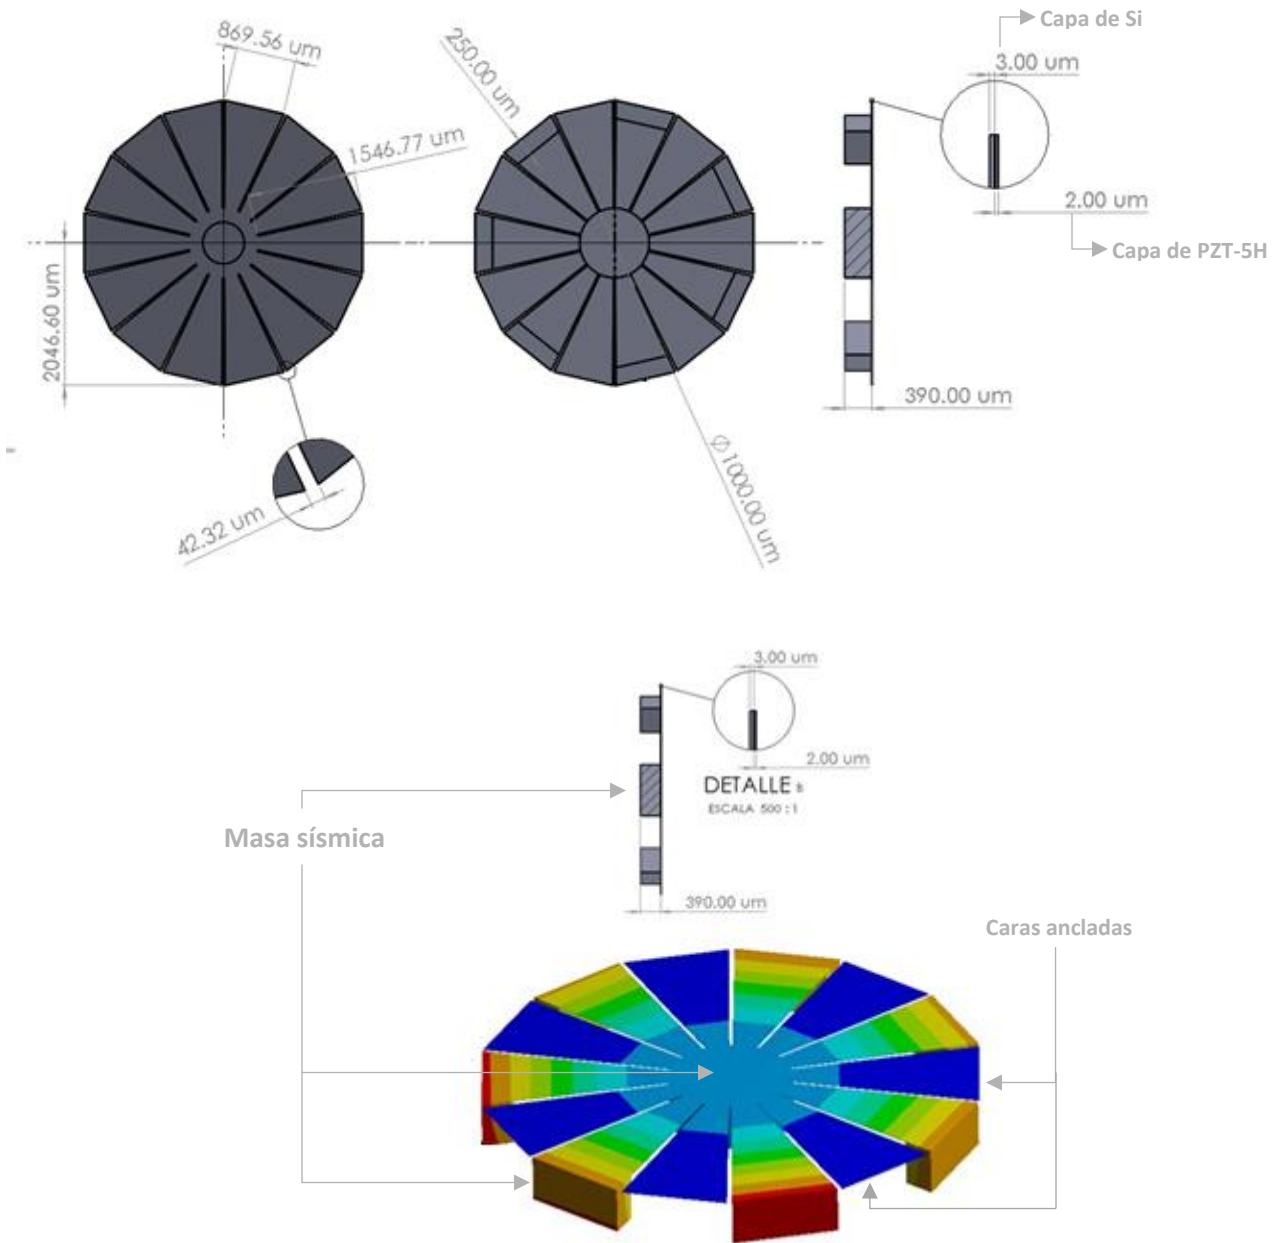 869.56 um
1546.77 um
2046.60 um
42.32 um
250.00 um
Ø1000.00 um
Capa de Si
3.00 um
2.00 um
Capa de PZT-5H
390.00 um
3.00 um
2.00 um
DETALLE B
ESCALA 500 : 1
Masa sísmica
390.00 um
Caras ancladas